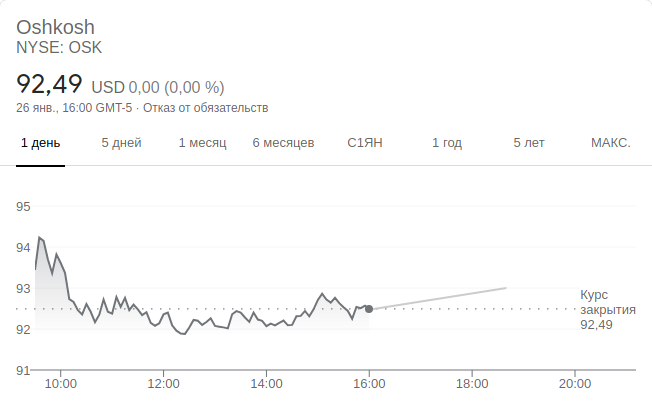 Oshkosh
NYSE: OSK
92,49 USD 0,00 (0,00 %)
26 янв., 16:00 GMT-5 · Отказ от обязательств
1 день 5 дней 1 месяц 6 месяцев С1ЯН 1 год 5 лет МАКС.
95
94
93
92
91
Курс
закрытия
92,49
10:00 12:00 14:00 16:00 18:00 20:00